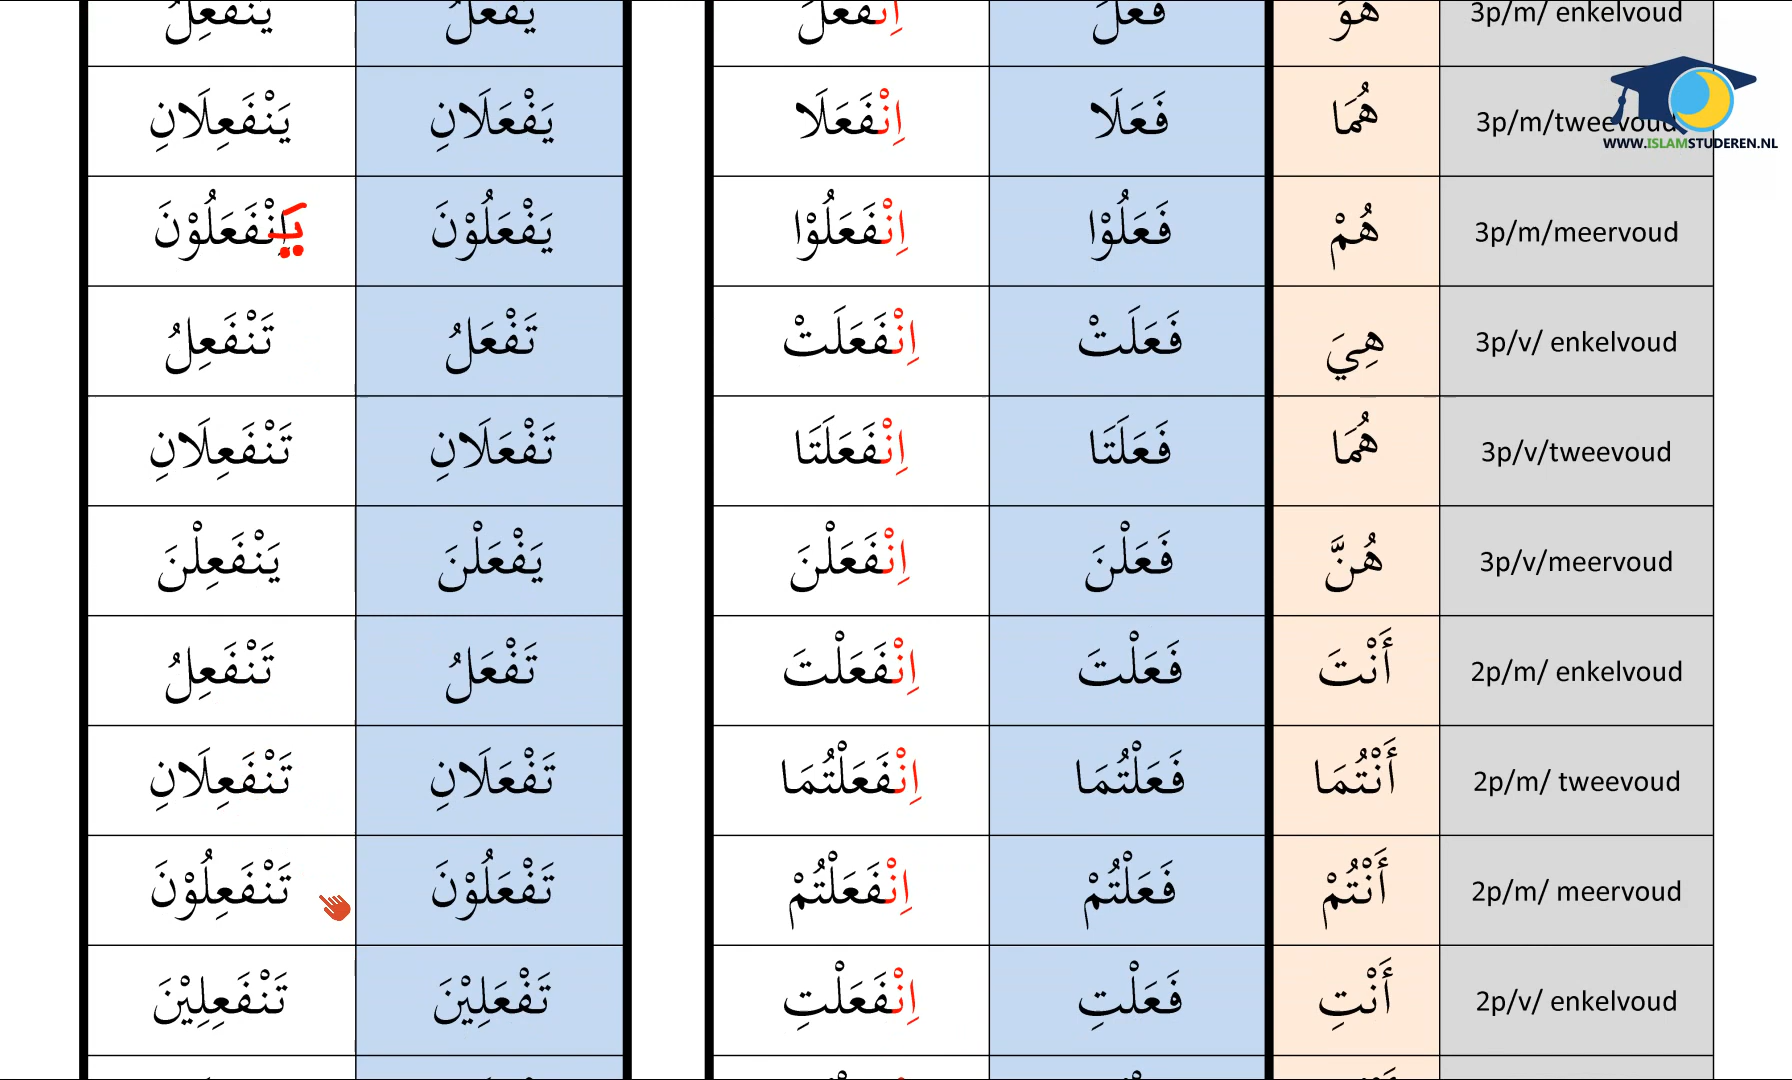 3p/m/ enkelvoud هُوَ فَعَلَ اِنْفَعَلَ يَفْعَلُ يَنْفَعِلُ
3p/m/tweevoud هُمَا فَعَلَا اِنْفَعَلَا يَفْعَلَانِ يَنْفَعِلَانِ
WWW.ISLAMSTUDEREN.NL
3p/m/meervoud هُمْ فَعَلُوْا اِنْفَعَلُوْا يَفْعَلُوْنَ يَنْفَعَلُوْنَ
3p/v/ enkelvoud هِيَ فَعَلَتْ اِنْفَعَلَتْ تَفْعَلُ تَنْفَعِلُ
3p/v/tweevoud هُمَا فَعَلَتَا اِنْفَعَلَتَا تَفْعَلَانِ تَنْفَعِلَانِ
3p/v/meervoud هُنَّ فَعَلْنَ اِنْفَعَلْنَ يَفْعَلْنَ يَنْفَعِلْنَ
2p/m/ enkelvoud أَنْتَ فَعَلْتَ اِنْفَعَلْتَ تَفْعَلُ تَنْفَعِلُ
2p/m/ tweevoud أَنْتُمَا فَعَلْتُمَا اِنْفَعَلْتُمَا تَفْعَلَانِ تَنْفَعِلَانِ
2p/m/ meervoud أَنْتُمْ فَعَلْتُمْ اِنْفَعَلْتُمْ تَفْعَلُوْنَ تَنْفَعِلُوْنَ
2p/v/ enkelvoud أَنْتِ فَعَلْتِ اِنْفَعَلْتِ تَفْعَلِيْنَ تَنْفَعِلِيْنَ